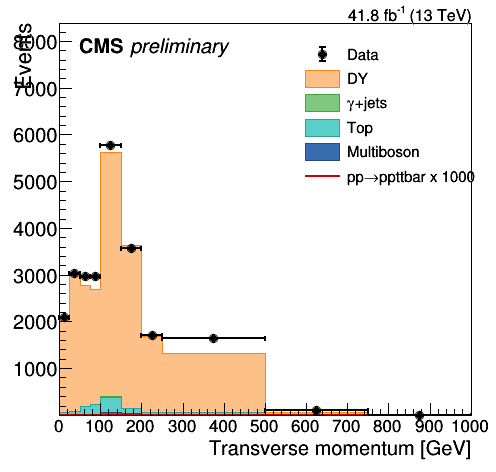 41.8 fb⁻¹ (13 TeV)
CMS preliminary
Events
Data
DY
γ+jets
Top
Multiboson
pp→ppttbar x 1000
8000
7000
6000
5000
4000
3000
2000
1000
0 100 200 300 400 500 600 700 800 900 1000
Transverse momentum [GeV]